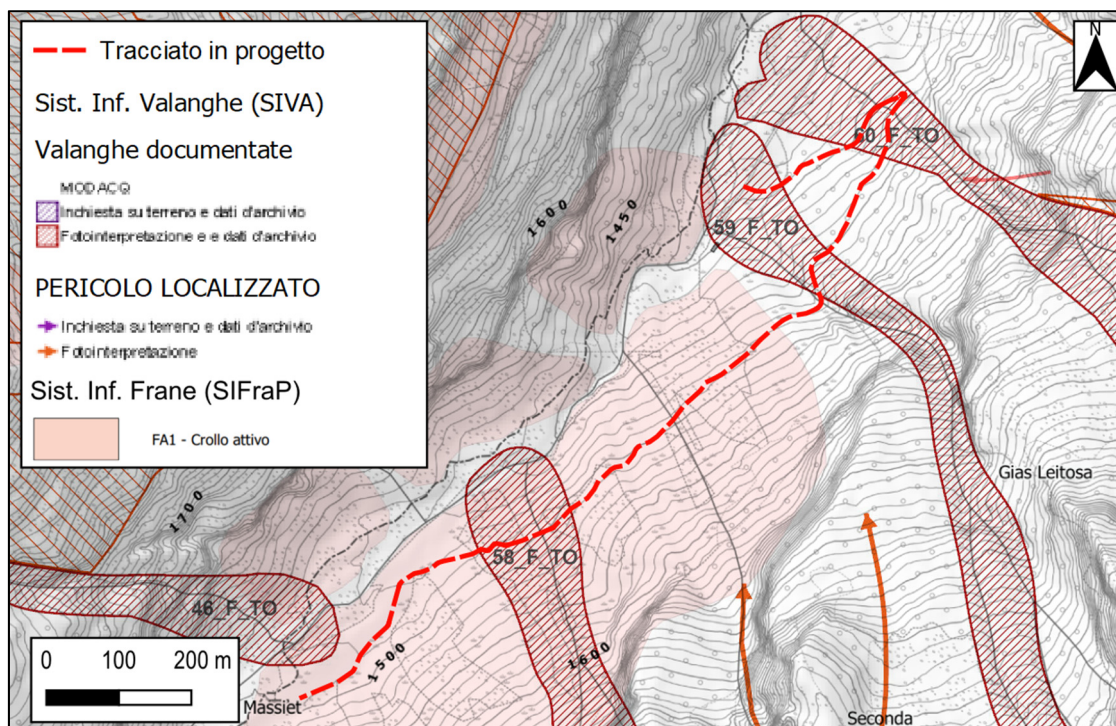 Tracciato in progetto
Sist. Inf. Valanghe (SIVA)
Valanghe documentate
MOD ACQ
Inchiesta su terreno e dati d'archivio
Fotointerpretazione e e dati d'archivio
PERICOLO LOCALIZZATO
Inchiesta su terreno e dati d'archivio
Fotointerpretazione
Sist. Inf. Frane (SIFraP)
FA1 - Crollo attivo
N
60_F_TO
1600
1450
59_F_TO
Gias Leitosa
1700
58_F_TO
46_F_TO
1500
1600
0 100 200 m
Massiet
Seconda